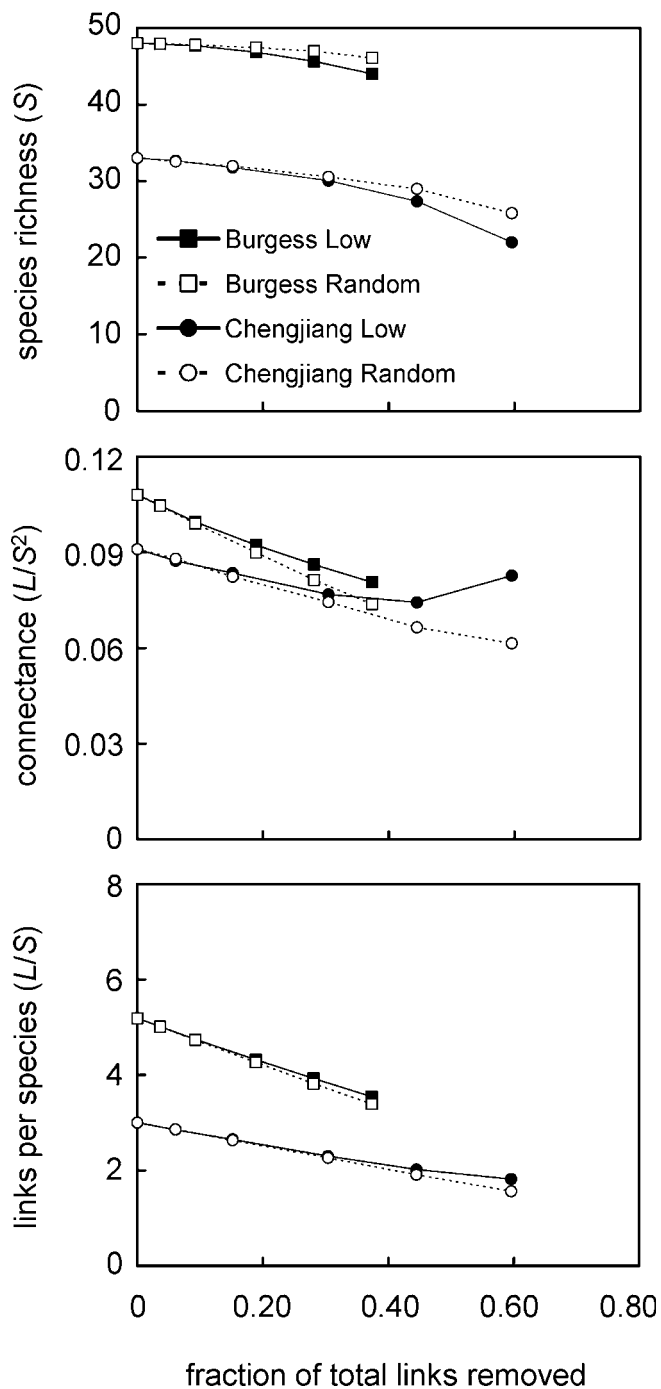 species richness (S)
50
40
30
20
10
0
Burgess Low
Burgess Random
Chengjiang Low
Chengjiang Random
connectance (L/S²)
0.12
0.09
0.06
0.03
0
links per species (L/S)
8
6
4
2
0
0 0.20 0.40 0.60 0.80
fraction of total links removed